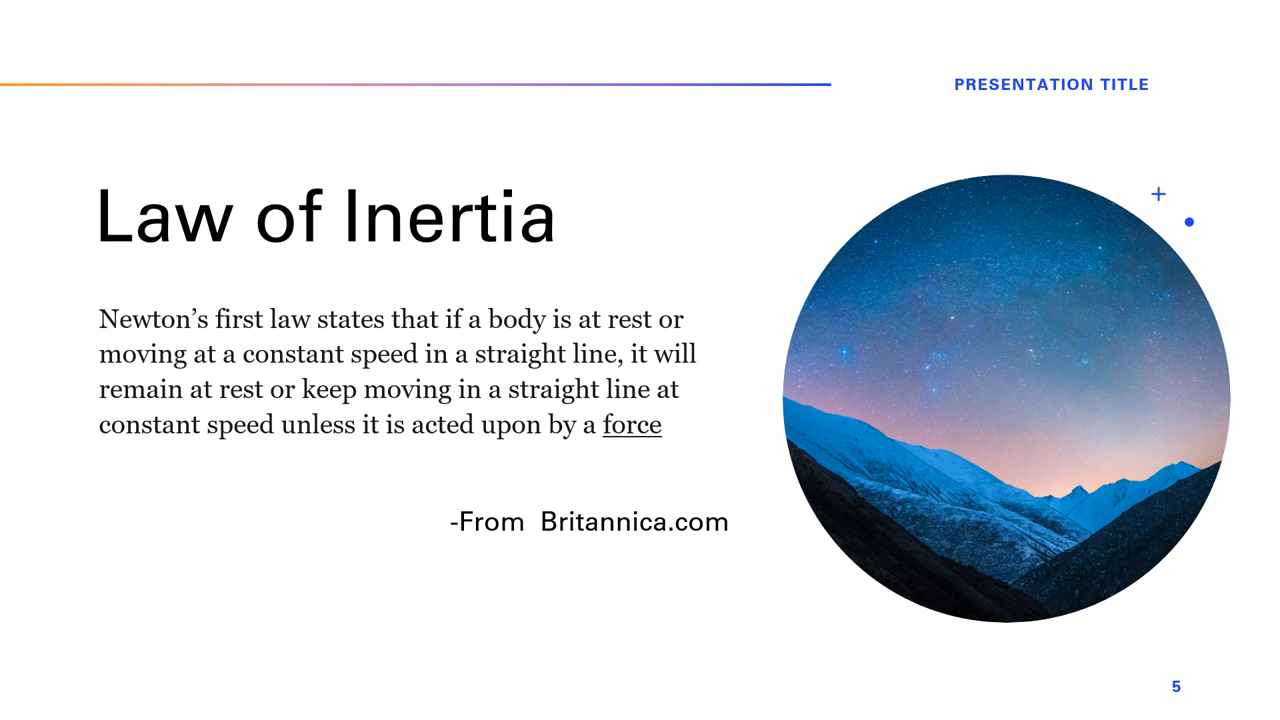 PRESENTATION TITLE
Law of Inertia
Newton’s first law states that if a body is at rest or
moving at a constant speed in a straight line, it will
remain at rest or keep moving in a straight line at
constant speed unless it is acted upon by a force
-From  Britannica.com
5